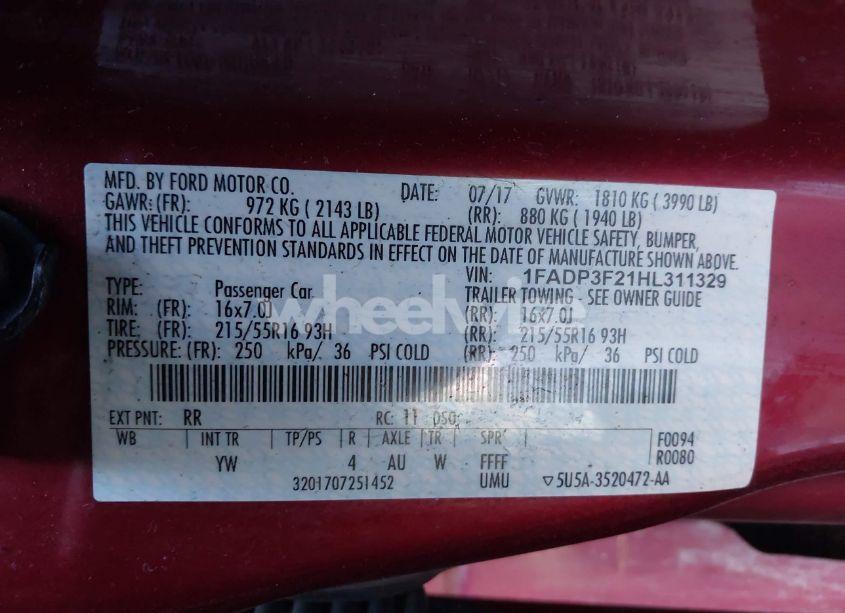 MFD. BY FORD MOTOR CO. DATE: 07/17 GVWR: 1810 KG ( 3990 LB)
GAWR: (FR): 972 KG ( 2143 LB) (RR): 880 KG ( 1940 LB)
THIS VEHICLE CONFORMS TO ALL APPLICABLE FEDERAL MOTOR VEHICLE SAFETY, BUMPER,
AND THEFT PREVENTION STANDARDS IN EFFECT ON THE DATE OF MANUFACTURE SHOWN ABOVE.
VIN: 1FADP3F21HL311329
TYPE: Passenger Car TRAILER TOWING - SEE OWNER GUIDE
RIM: (FR): 16x7.0J (RR): 16x7.0J
TIRE: (FR): 215/55R16 93H (RR): 215/55R16 93H
PRESSURE: (FR): 250 kPa/ 36 PSI COLD (RR): 250 kPa/ 36 PSI COLD
EXT PNT: RR RC: 11 DSO:
WB INT TR TP/PS R AXLE TR SPR F0094
YW 4 AU W FFFF R0080
3201707251452 UMU ▽5U5A-3520472-AA